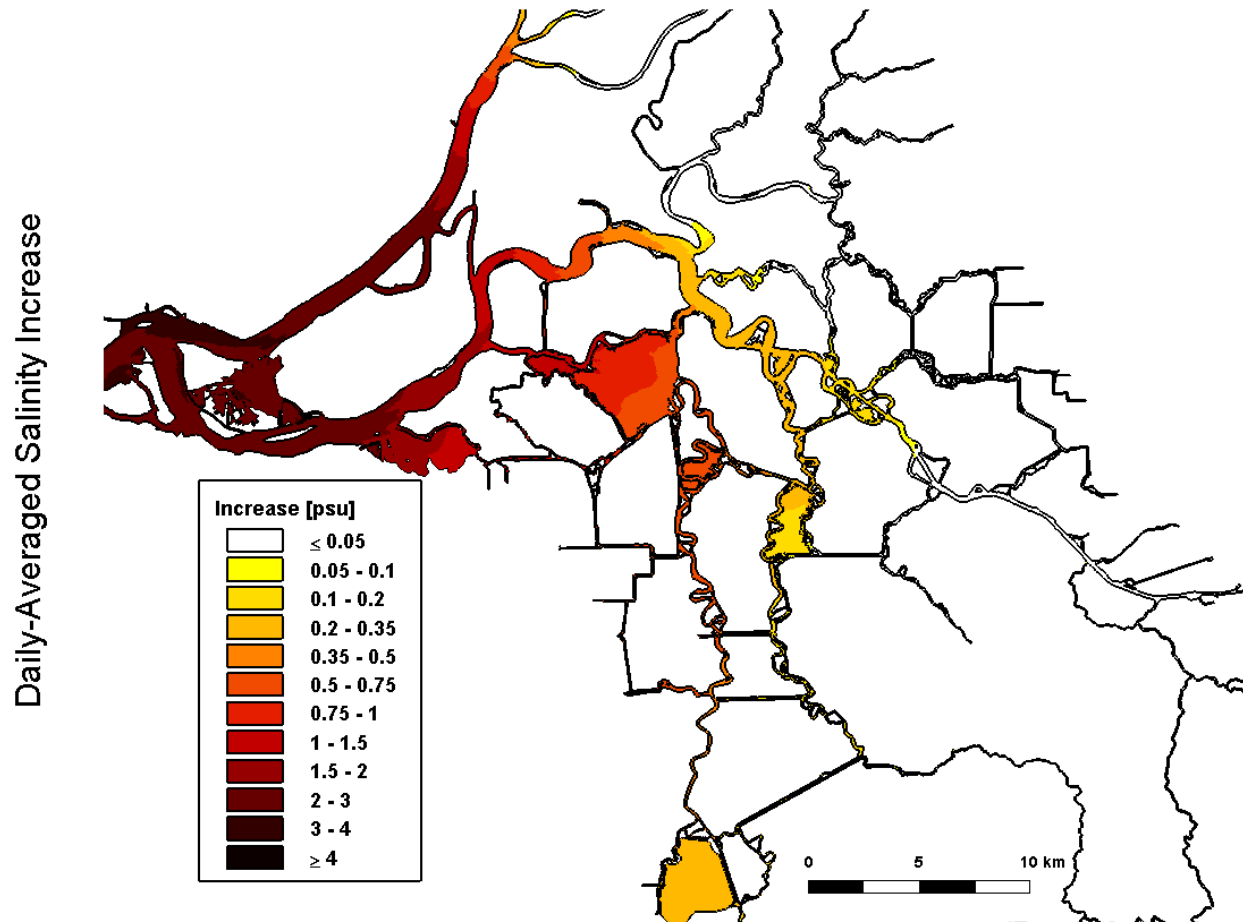 Daily-Averaged Salinity Increase
Increase [psu]
≤ 0.05
0.05 - 0.1
0.1 - 0.2
0.2 - 0.35
0.35 - 0.5
0.5 - 0.75
0.75 - 1
1 - 1.5
1.5 - 2
2 - 3
3 - 4
≥ 4
0 5 10 km